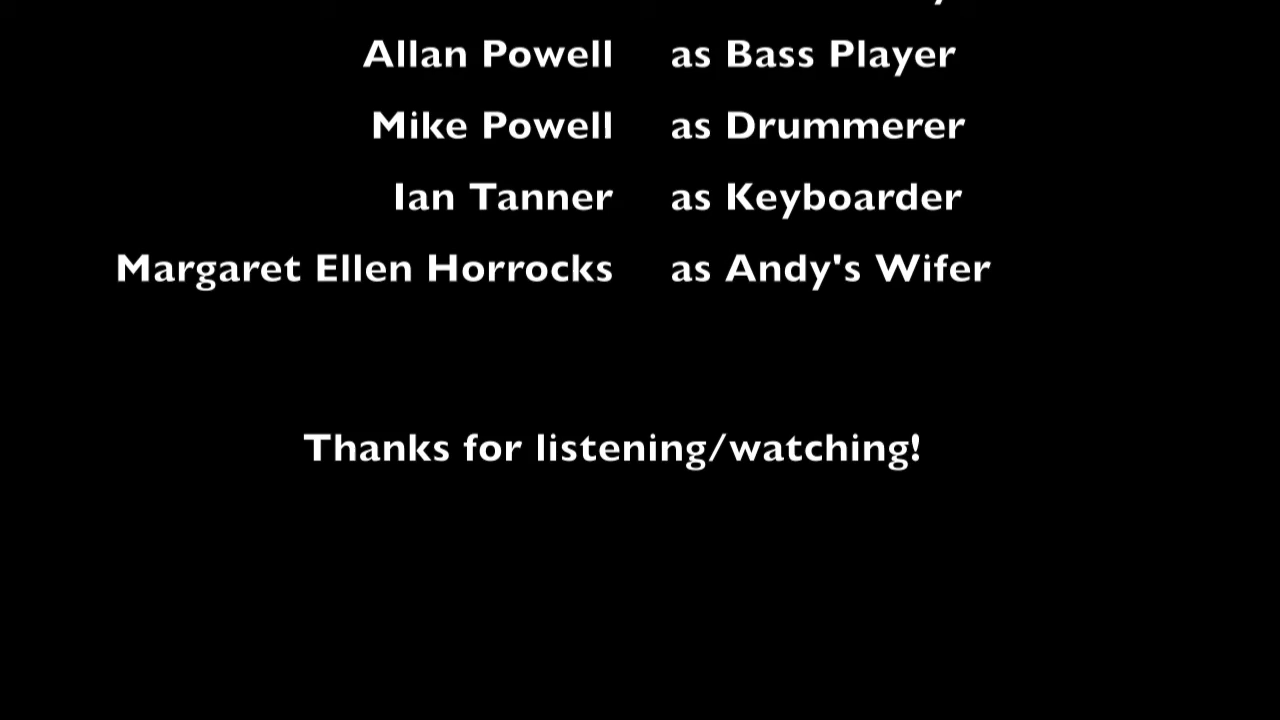 Allan Powell as Bass Player
Mike Powell as Drummerer
Ian Tanner as Keyboarder
Margaret Ellen Horrocks as Andy's Wifer
Thanks for listening/watching!